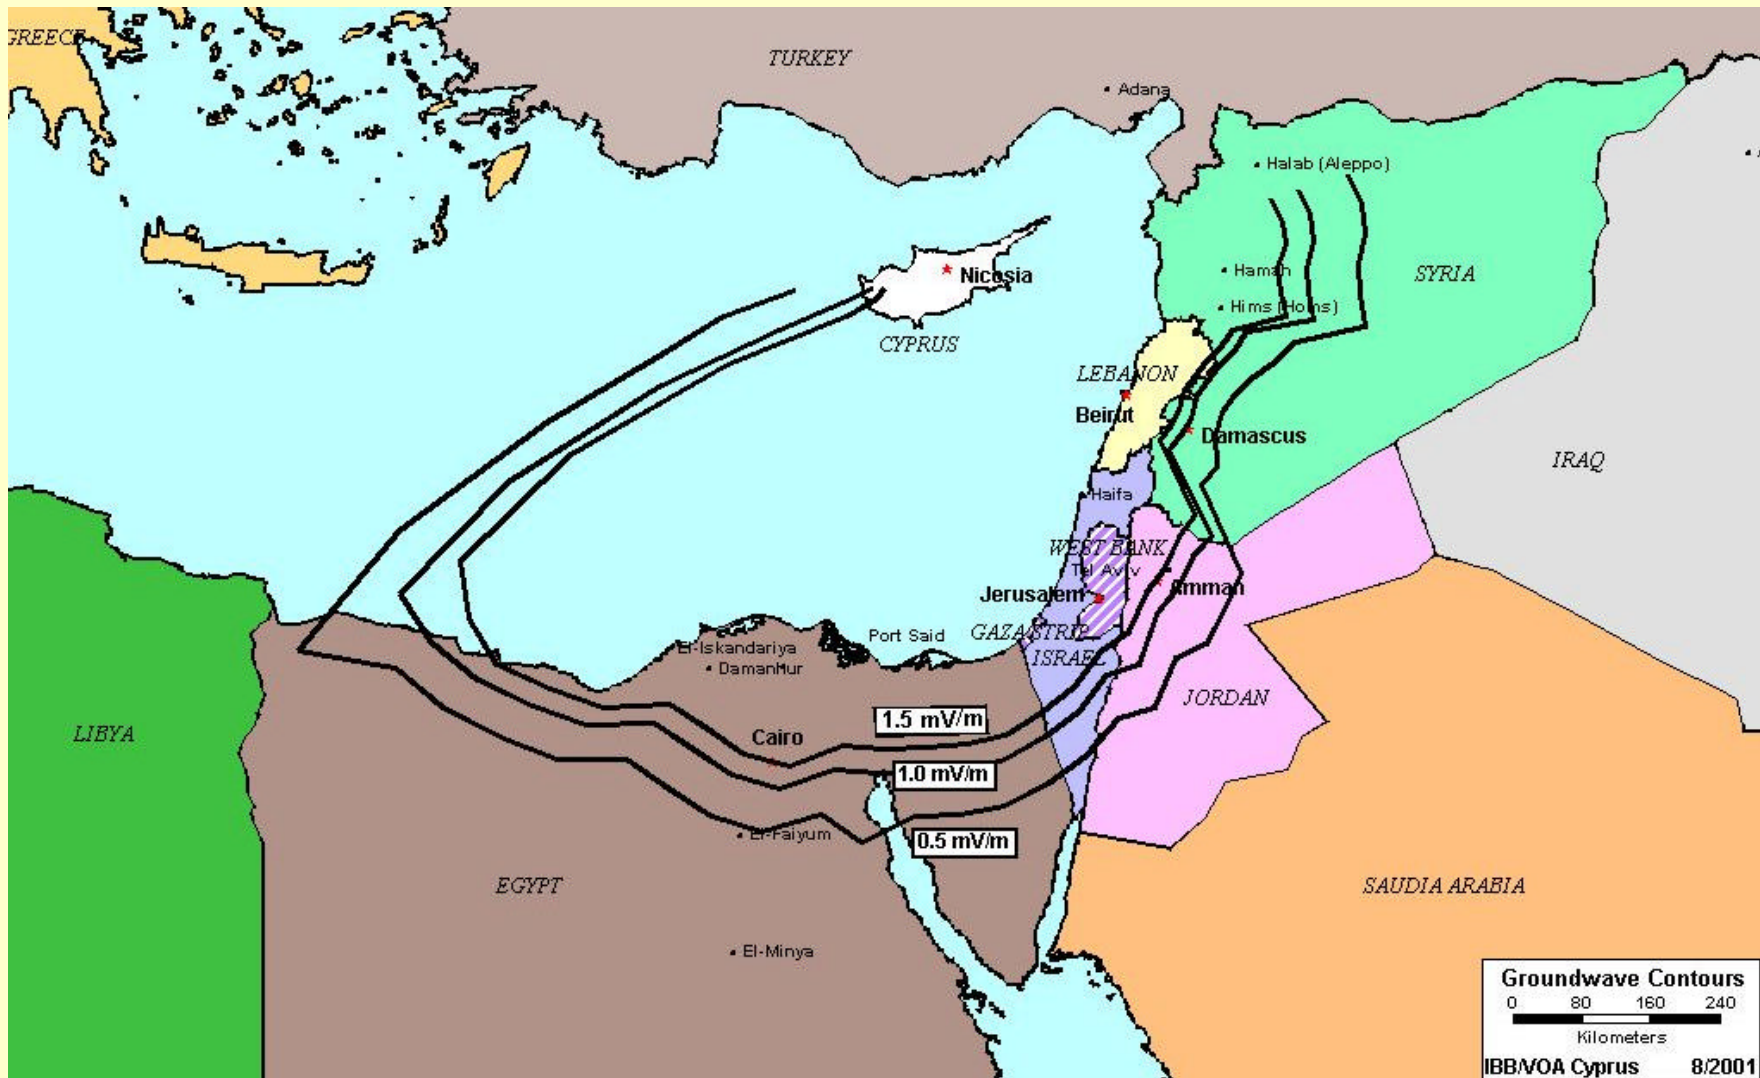 GREECE
TURKEY
Adana
Halab (Aleppo)
Nicosia
Hamah
SYRIA
Hims (Homs)
CYPRUS
LEBANON
Beirut
Damascus
IRAQ
Haifa
WEST BANK
Tel Aviv
Amman
Jerusalem
Port Said
GAZA STRIP
El-Iskandariya
ISRAEL
DamanHur
JORDAN
1.5 mV/m
LIBYA
Cairo
1.0 mV/m
El-Faiyum
0.5 mV/m
EGYPT
SAUDIA ARABIA
El-Minya
Groundwave Contours
0 80 160 240
Kilometers
IBB/VOA Cyprus 8/2001